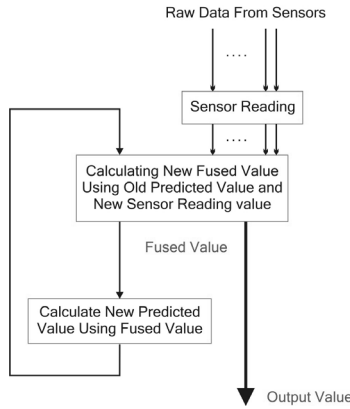 Raw Data From Sensors
....
Sensor Reading
....
Calculating New Fused Value
Using Old Predicted Value and
New Sensor Reading value
Fused Value
Calculate New Predicted
Value Using Fused Value
Output Value